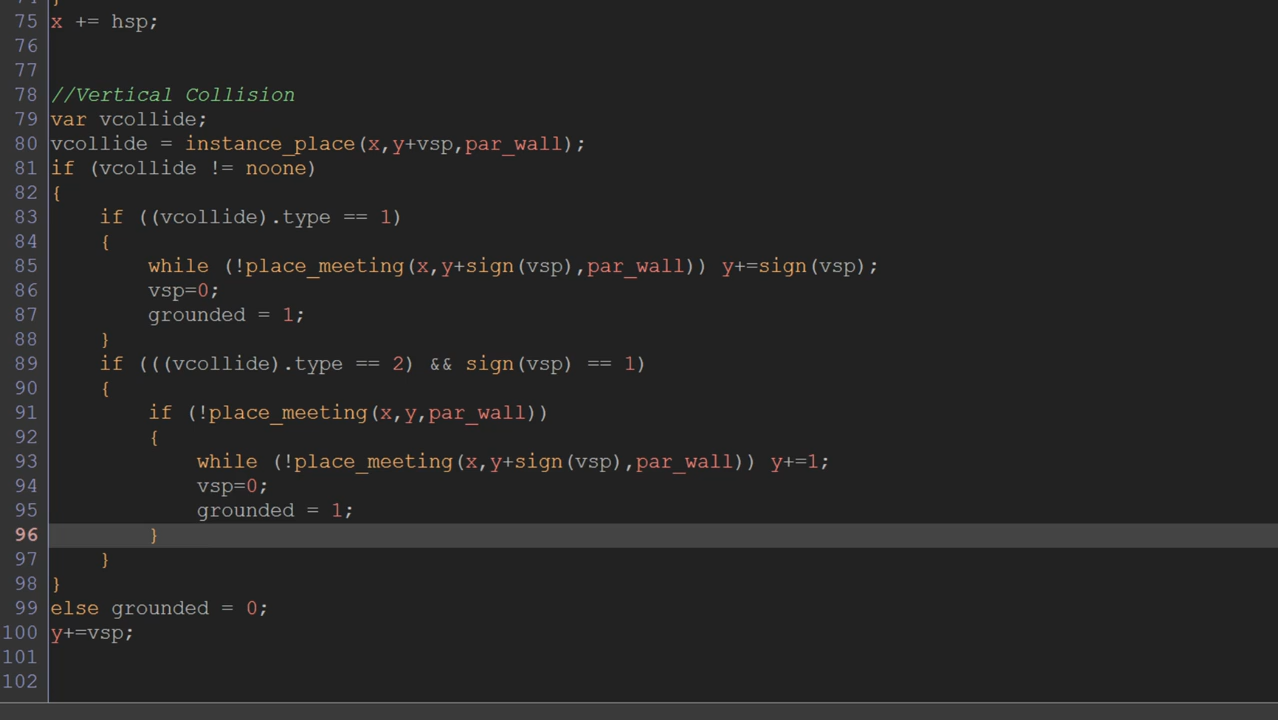 75 x += hsp;
76
77
78 //Vertical Collision
79 var vcollide;
80 vcollide = instance_place(x,y+vsp,par_wall);
81 if (vcollide != noone)
82 {
83     if ((vcollide).type == 1)
84     {
85         while (!place_meeting(x,y+sign(vsp),par_wall)) y+=sign(vsp);
86         vsp=0;
87         grounded = 1;
88     }
89     if (((vcollide).type == 2) && sign(vsp) == 1)
90     {
91         if (!place_meeting(x,y,par_wall))
92         {
93             while (!place_meeting(x,y+sign(vsp),par_wall)) y+=1;
94             vsp=0;
95             grounded = 1;
96         }
97     }
98 }
99 else grounded = 0;
100 y+=vsp;
101
102